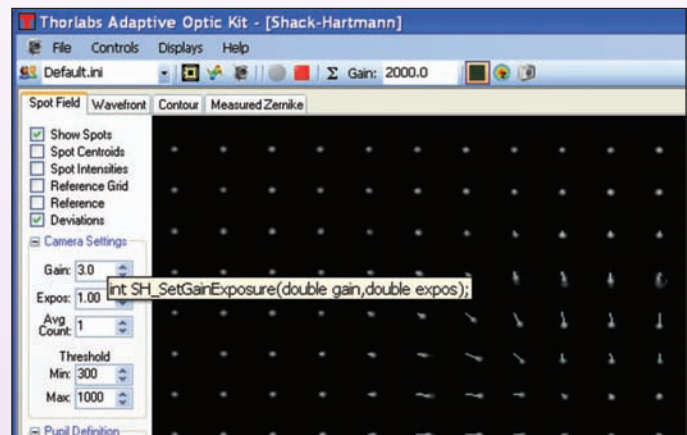 Thorlabs Adaptive Optic Kit - [Shack-Hartmann]
File Controls Displays Help
Default.ini Σ Gain: 2000.0
Spot Field Wavefront Contour Measured Zernike
Show Spots
Spot Centroids
Spot Intensities
Reference Grid
Reference
Deviations
Camera Settings
Gain: 3.0
int SH_SetGainExposure(double gain,double expos);
Expos: 1.00
Avg
Count: 1
Threshold
Min: 300
Max: 1000
Pupil Definition